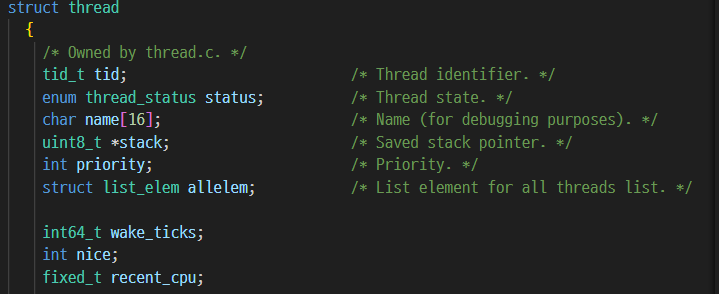 struct thread
{
/* Owned by thread.c. */
tid_t tid; /* Thread identifier. */
enum thread_status status; /* Thread state. */
char name[16]; /* Name (for debugging purposes). */
uint8_t *stack; /* Saved stack pointer. */
int priority; /* Priority. */
struct list_elem allelem; /* List element for all threads list. */
int64_t wake_ticks;
int nice;
fixed_t recent_cpu;